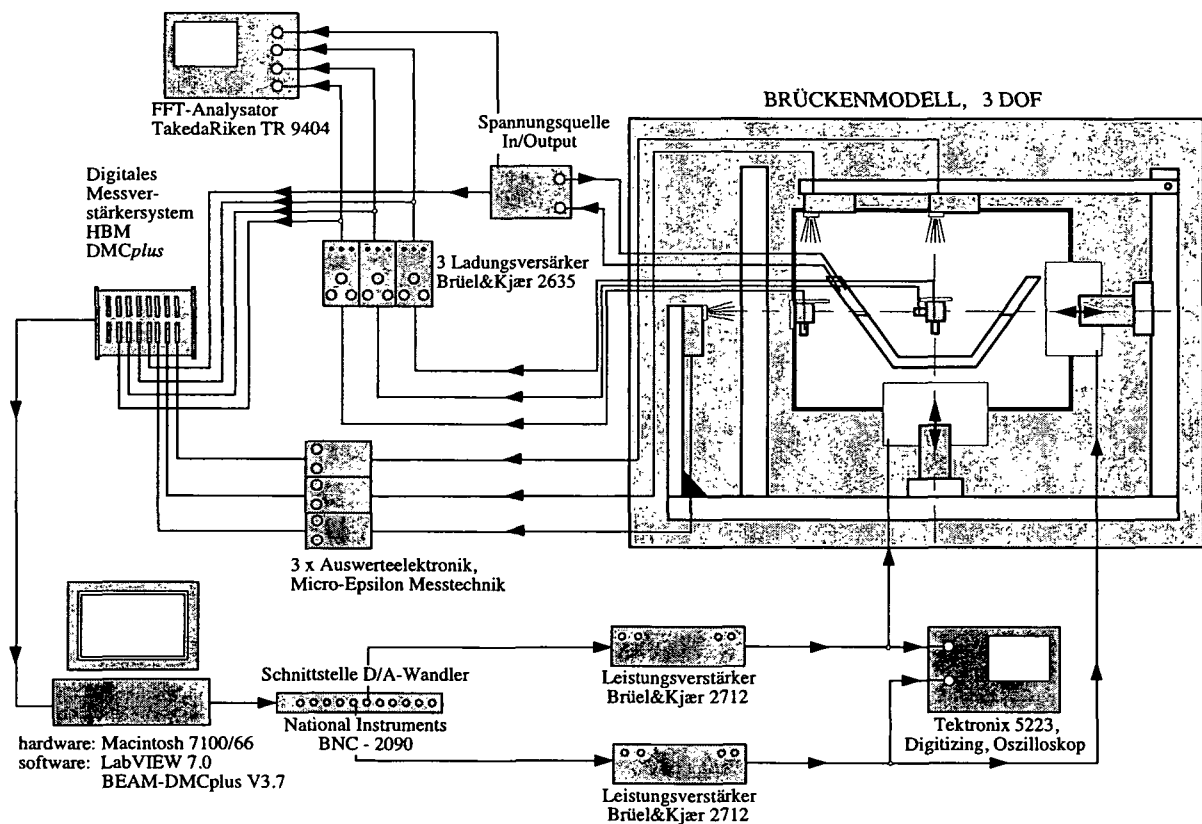 FFT-Analysator
TakedaRiken TR 9404
Spannungsquelle
In/Output
BRÜCKENMODELL, 3 DOF
Digitales
Messver-
stärkersystem
HBM
DMCplus
3 Ladungsversärker
Brüel&Kjær 2635
3 x Auswerteelektronik,
Micro-Epsilon Messtechnik
Schnittstelle D/A-Wandler
National Instruments
BNC - 2090
Leistungsverstärker
Brüel&Kjær 2712
Tektronix 5223,
Digitizing, Oszilloskop
hardware: Macintosh 7100/66
software: LabVIEW 7.0
BEAM-DMCplus V3.7
Leistungsverstärker
Brüel&Kjær 2712